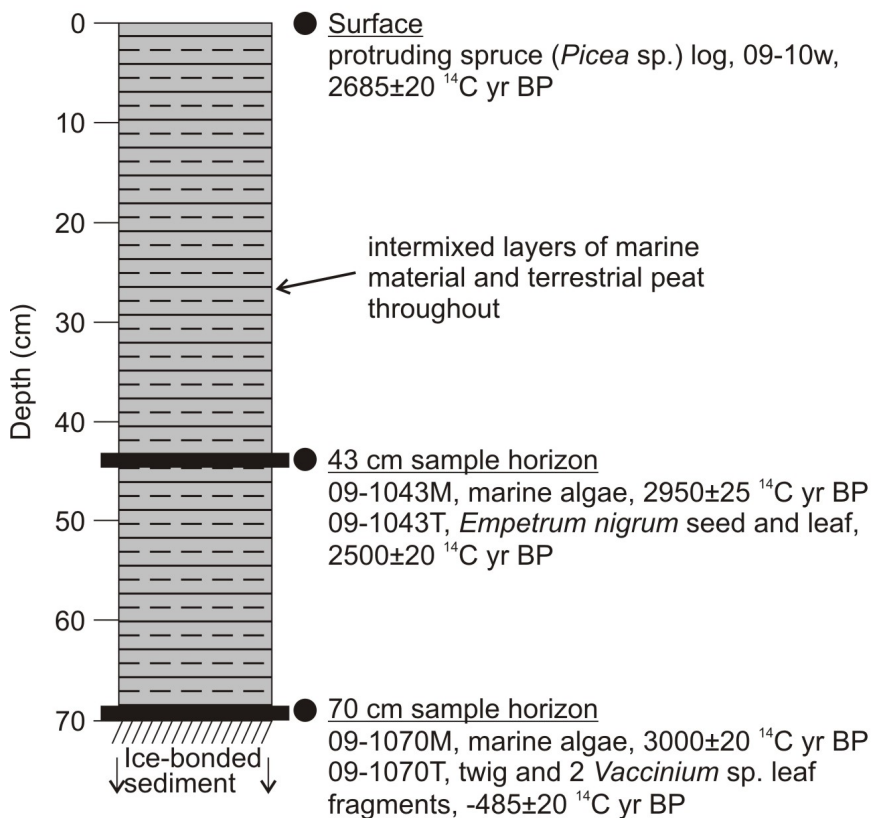 0
10
20
30
40
50
60
70
Depth (cm)
Surface
protruding spruce (Picea sp.) log, 09-10w,
2685±20 ¹⁴C yr BP
intermixed layers of marine
material and terrestrial peat
throughout
43 cm sample horizon
09-1043M, marine algae, 2950±25 ¹⁴C yr BP
09-1043T, Empetrum nigrum seed and leaf,
2500±20 ¹⁴C yr BP
70 cm sample horizon
09-1070M, marine algae, 3000±20 ¹⁴C yr BP
09-1070T, twig and 2 Vaccinium sp. leaf
fragments, -485±20 ¹⁴C yr BP
Ice-bonded
sediment